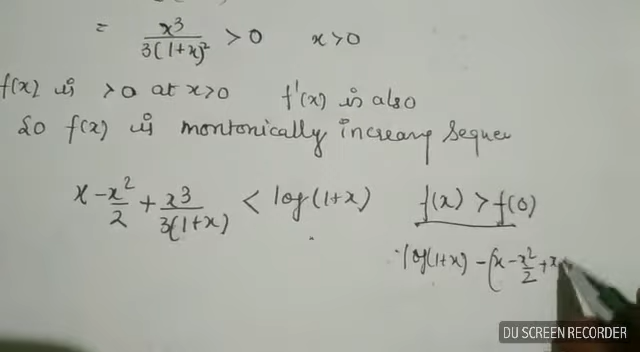 = x³/3(1+x)² > 0    x>0
f(x) is >0 at x>0    f'(x) is also
So f(x) is montonically increany Seque
x - x²/2 + x³/3(1+x) < log(1+x)    f(x) > f(0)
log(1+x) - (x - x²/2 + x
DU SCREEN RECORDER